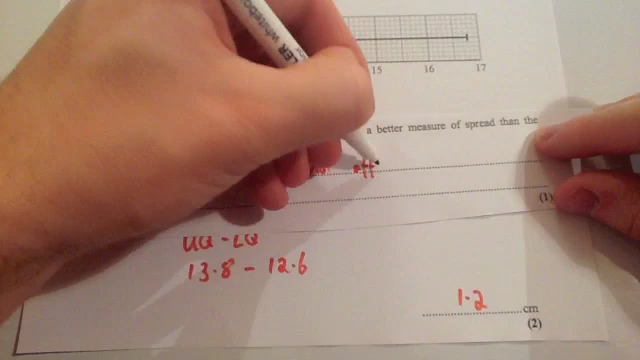 15 16 17
a better measure of spread than the
(1)
UQ - LQ
13.8 - 12.6
1.2 cm
(2)